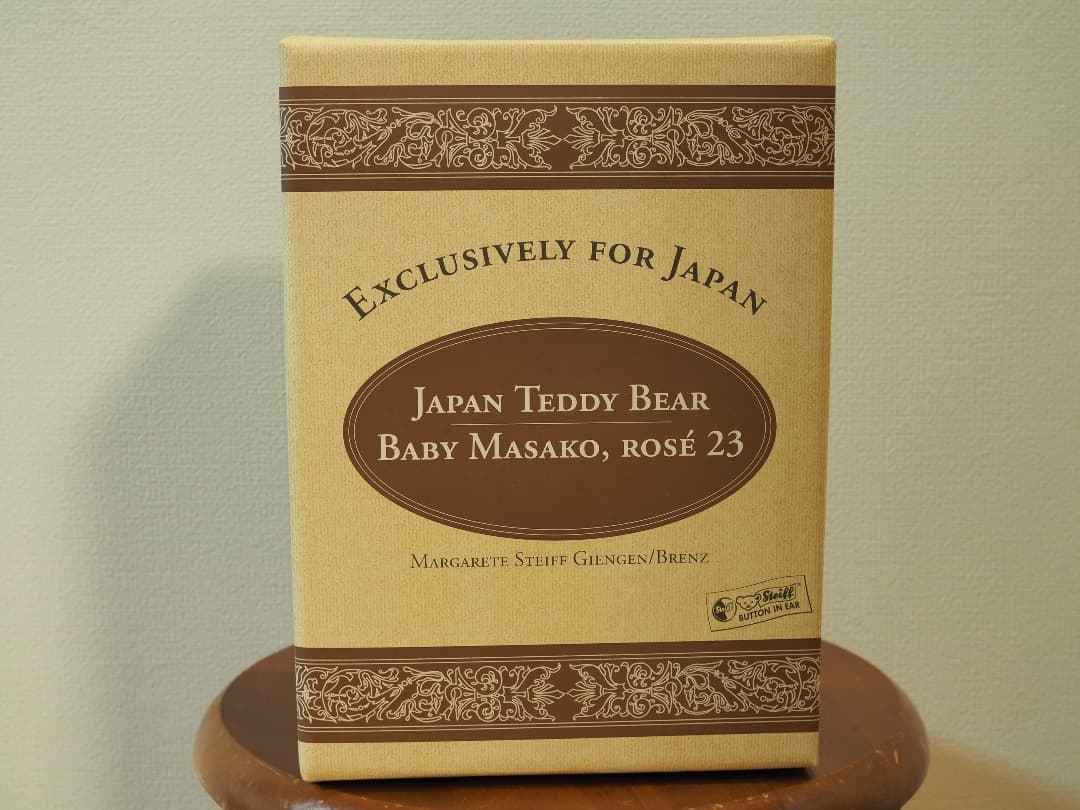 Exclusively for Japan
Japan Teddy Bear
Baby Masako, rosé 23
Margarete Steiff Giengen/Brenz
Steiff
Steiff
BUTTON IN EAR